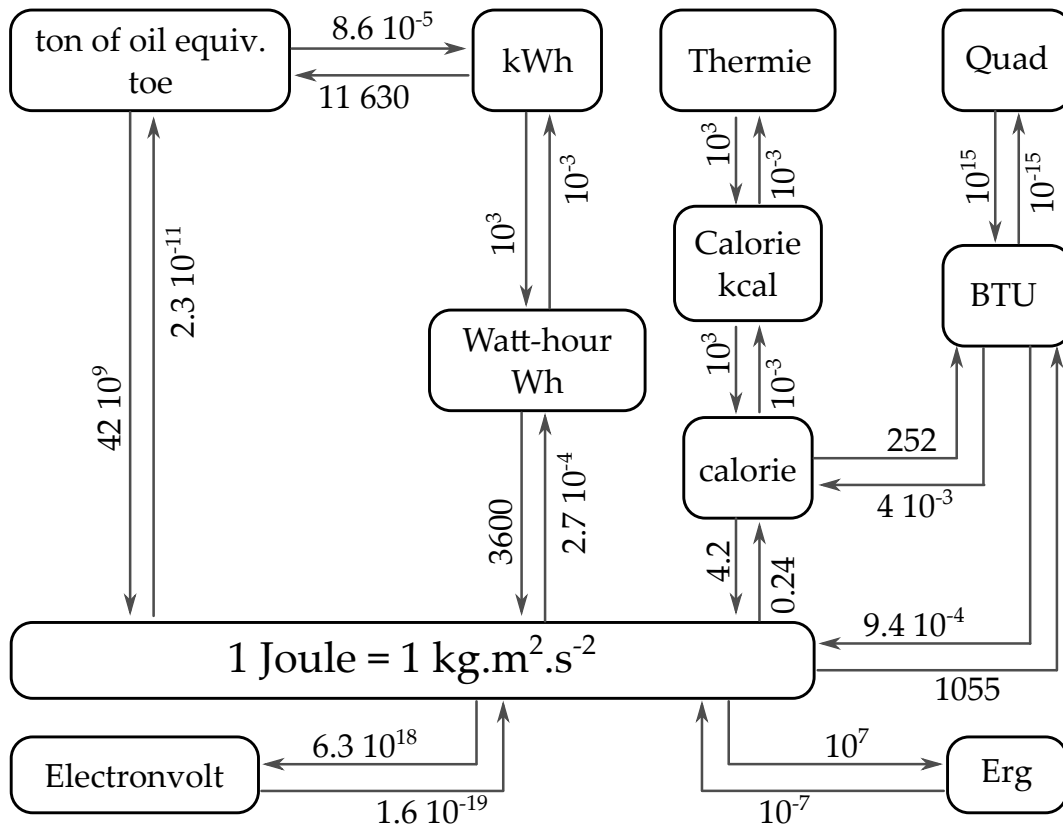 ton of oil equiv.
toe
8.6 10⁻⁵
11 630
kWh
Thermie
Quad
42 10⁹
2.3 10⁻¹¹
10³
10⁻³
10³
10⁻³
10¹⁵
10⁻¹⁵
Calorie
kcal
BTU
Watt-hour
Wh
10³
10⁻³
calorie
252
4 10⁻³
3600
2.7 10⁻⁴
4.2
0.24
9.4 10⁻⁴
1055
1 Joule = 1 kg.m².s⁻²
Electronvolt
6.3 10¹⁸
1.6 10⁻¹⁹
10⁷
10⁻⁷
Erg